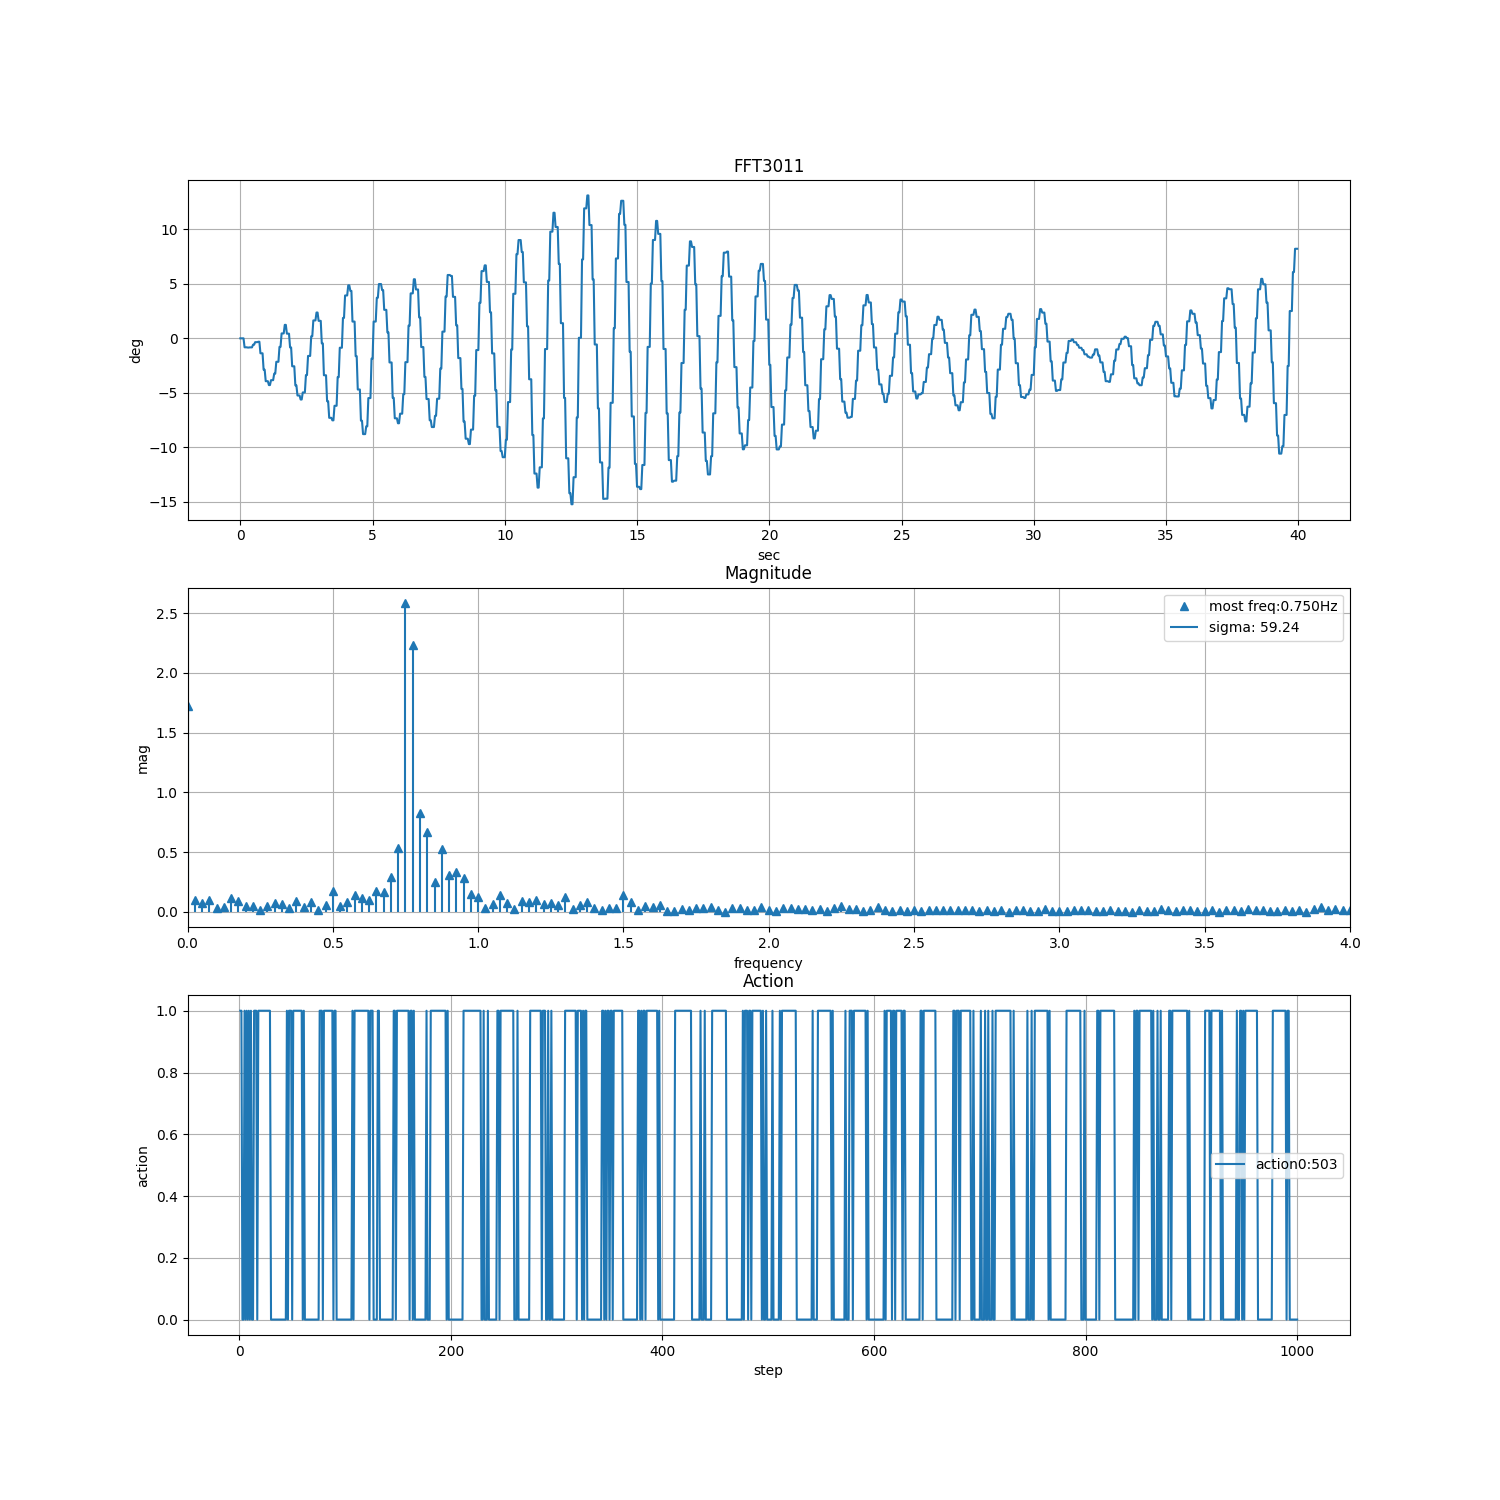 FFT3011
10
5
0
−5
−10
−15
deg
0 5 10 15 20 25 30 35 40
sec
Magnitude
most freq:0.750Hz
sigma: 59.24
2.5
2.0
1.5
1.0
0.5
0.0
mag
0.0 0.5 1.0 1.5 2.0 2.5 3.0 3.5 4.0
frequency
Action
1.0
0.8
0.6
0.4
0.2
0.0
action
action0:503
0 200 400 600 800 1000
step